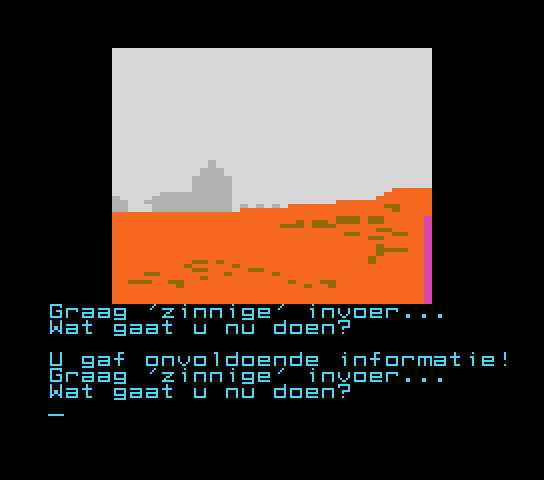 Graag 'zinnige' invoer...
Wat gaat u nu doen?
U gaf onvoldoende informatie!
Graag 'zinnige' invoer...
Wat gaat u nu doen?